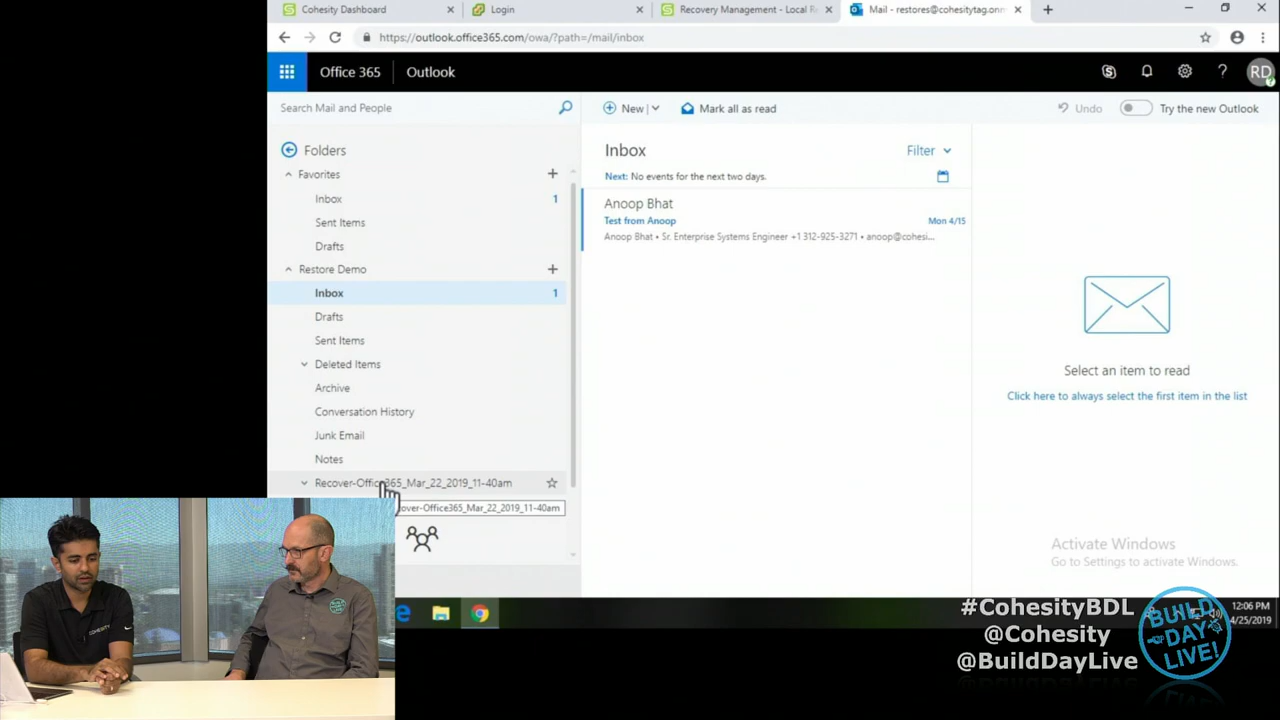 Cohesity Dashboard
Login
Recovery Management - Local R
Mail - restores@cohesitytag.onm
https://outlook.office365.com/owa/?path=/mail/inbox
Office 365
Outlook
RD
Search Mail and People
New
Mark all as read
Undo
Try the new Outlook
Folders
Favorites
Inbox 1
Sent Items
Drafts
Restore Demo
Inbox 1
Drafts
Sent Items
Deleted Items
Archive
Conversation History
Junk Email
Notes
Recover-Office365_Mar_22_2019_11-40am
over-Office365_Mar_22_2019_11-40am
Inbox
Filter
Next: No events for the next two days.
Anoop Bhat
Test from Anoop
Mon 4/15
Anoop Bhat • Sr. Enterprise Systems Engineer +1 312-925-3271 • anoop@cohesi...
Select an item to read
Click here to always select the first item in the list
Activate Windows
Go to Settings to activate Windows.
12:06 PM
4/25/2019
#CohesityBDL
@Cohesity
@BuildDayLive
BUILD
DAY
LIVE!
COHESITY